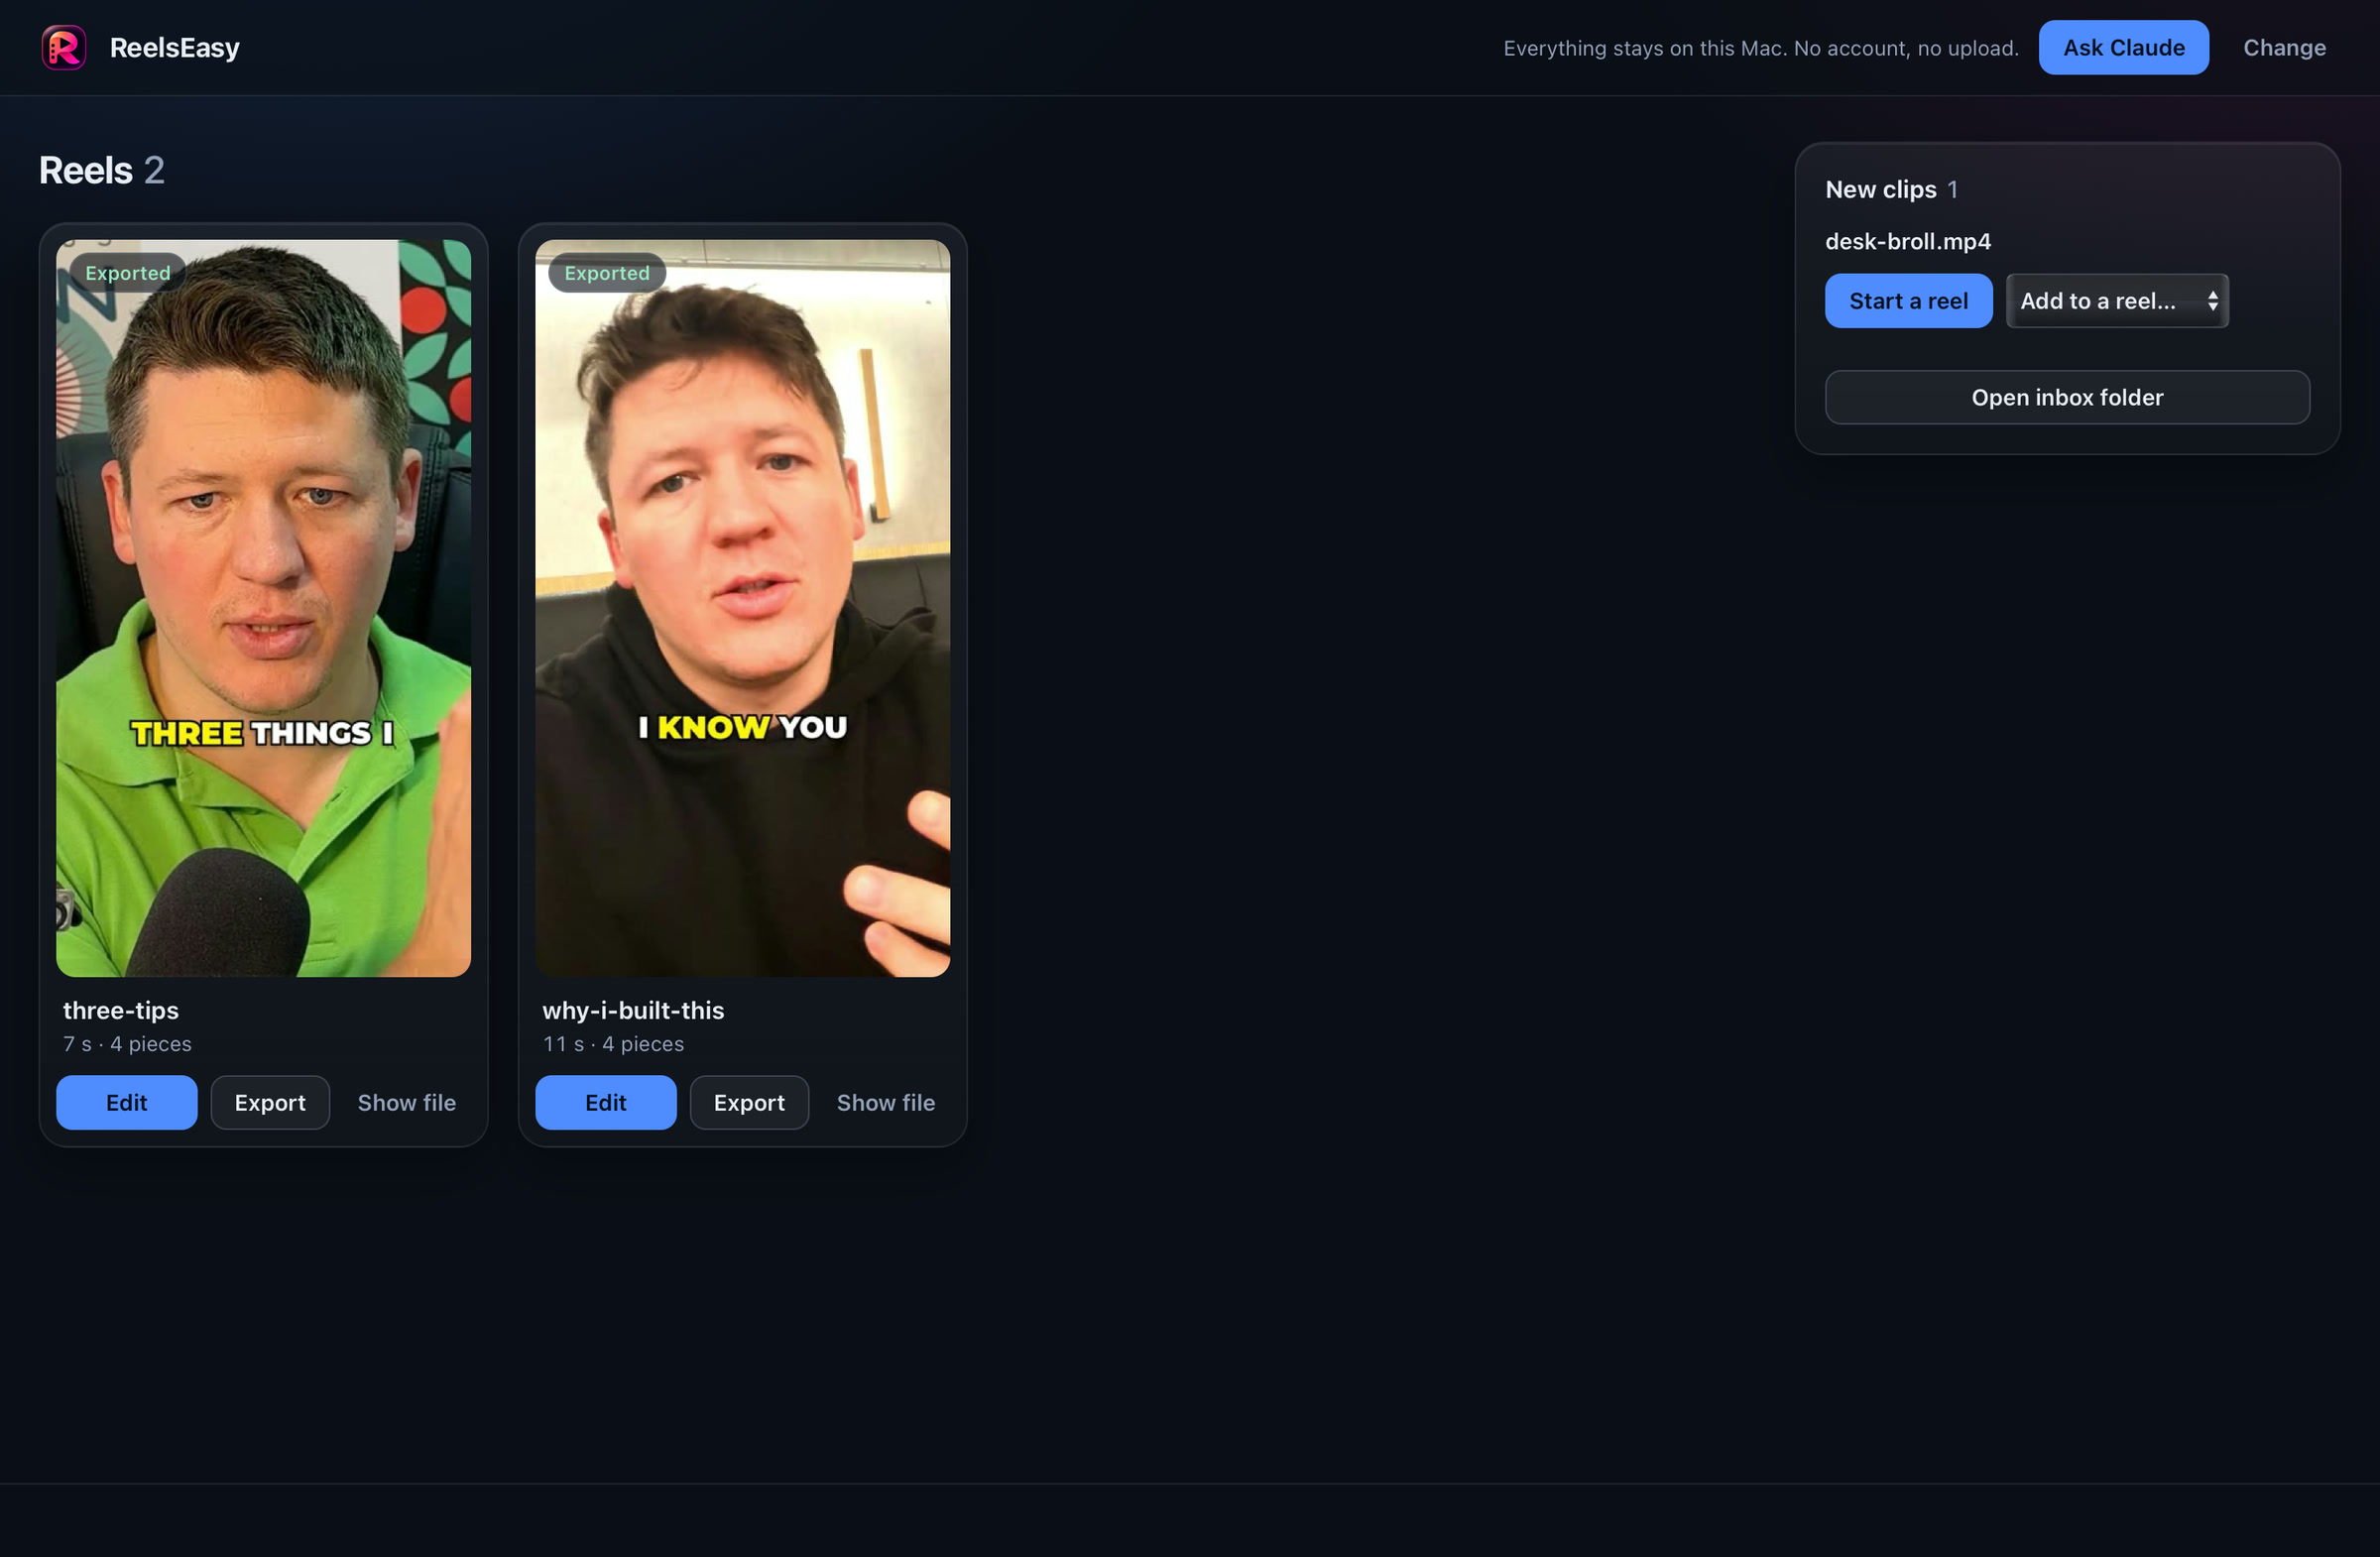 ReelsEasy
Everything stays on this Mac. No account, no upload.
Ask Claude
Change
Reels 2
Exported
THREE THINGS I
three-tips
7 s · 4 pieces
Edit
Export
Show file
Exported
I KNOW YOU
why-i-built-this
11 s · 4 pieces
Edit
Export
Show file
New clips 1
desk-broll.mp4
Start a reel
Add to a reel...
Open inbox folder